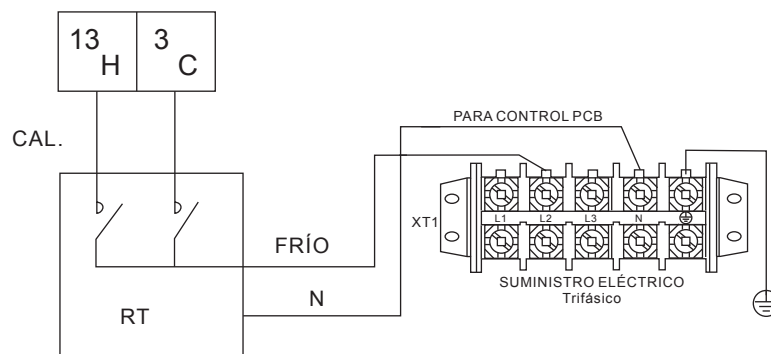 13 3
H C
CAL.
PARA CONTROL PCB
XT1
L1 L2 L3 N
FRÍO
SUMINISTRO ELÉCTRICO
Trifásico
N
RT